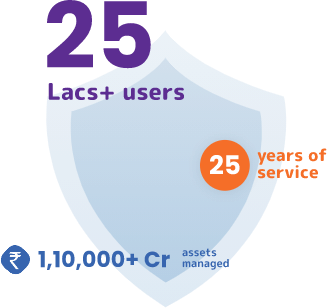 25
Lacs+ users
25
years of
service
₹ 1,10,000+ Cr
assets
managed